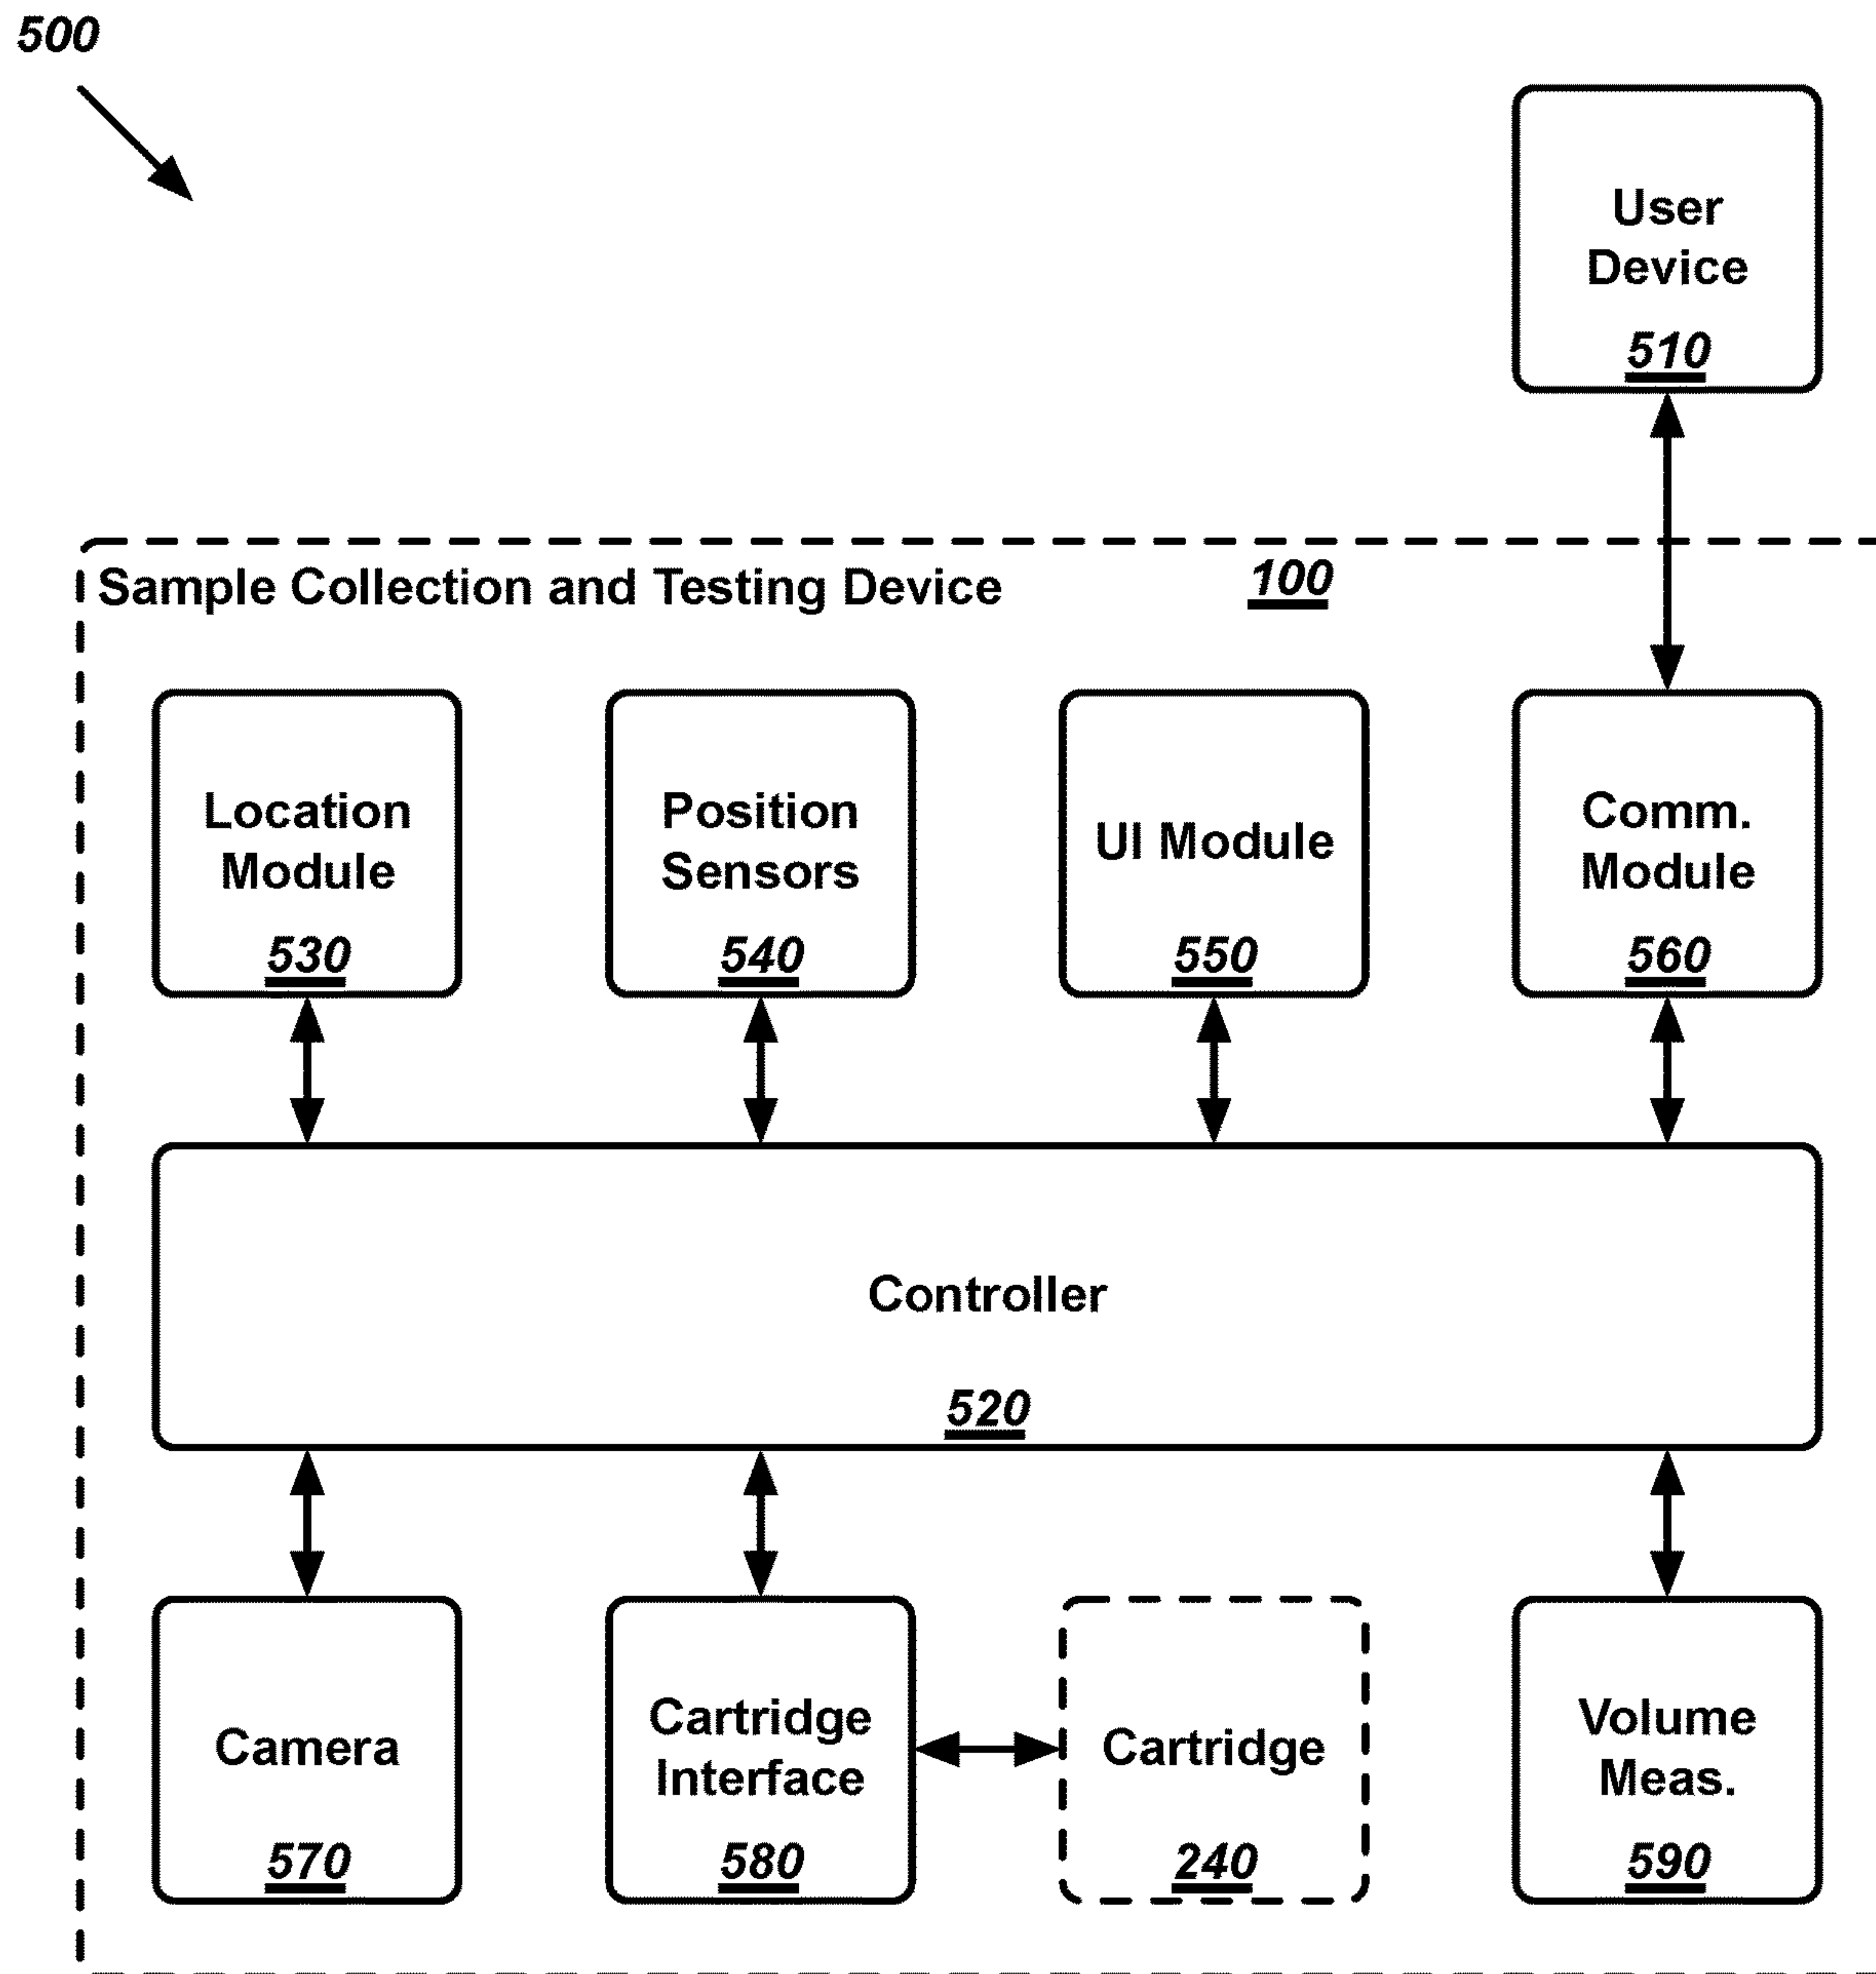 500
User
Device
510
Sample Collection and Testing Device 100
Location
Module
530
Position
Sensors
540
UI Module
550
Comm.
Module
560
Controller
520
Camera
570
Cartridge
Interface
580
Cartridge
240
Volume
Meas.
590